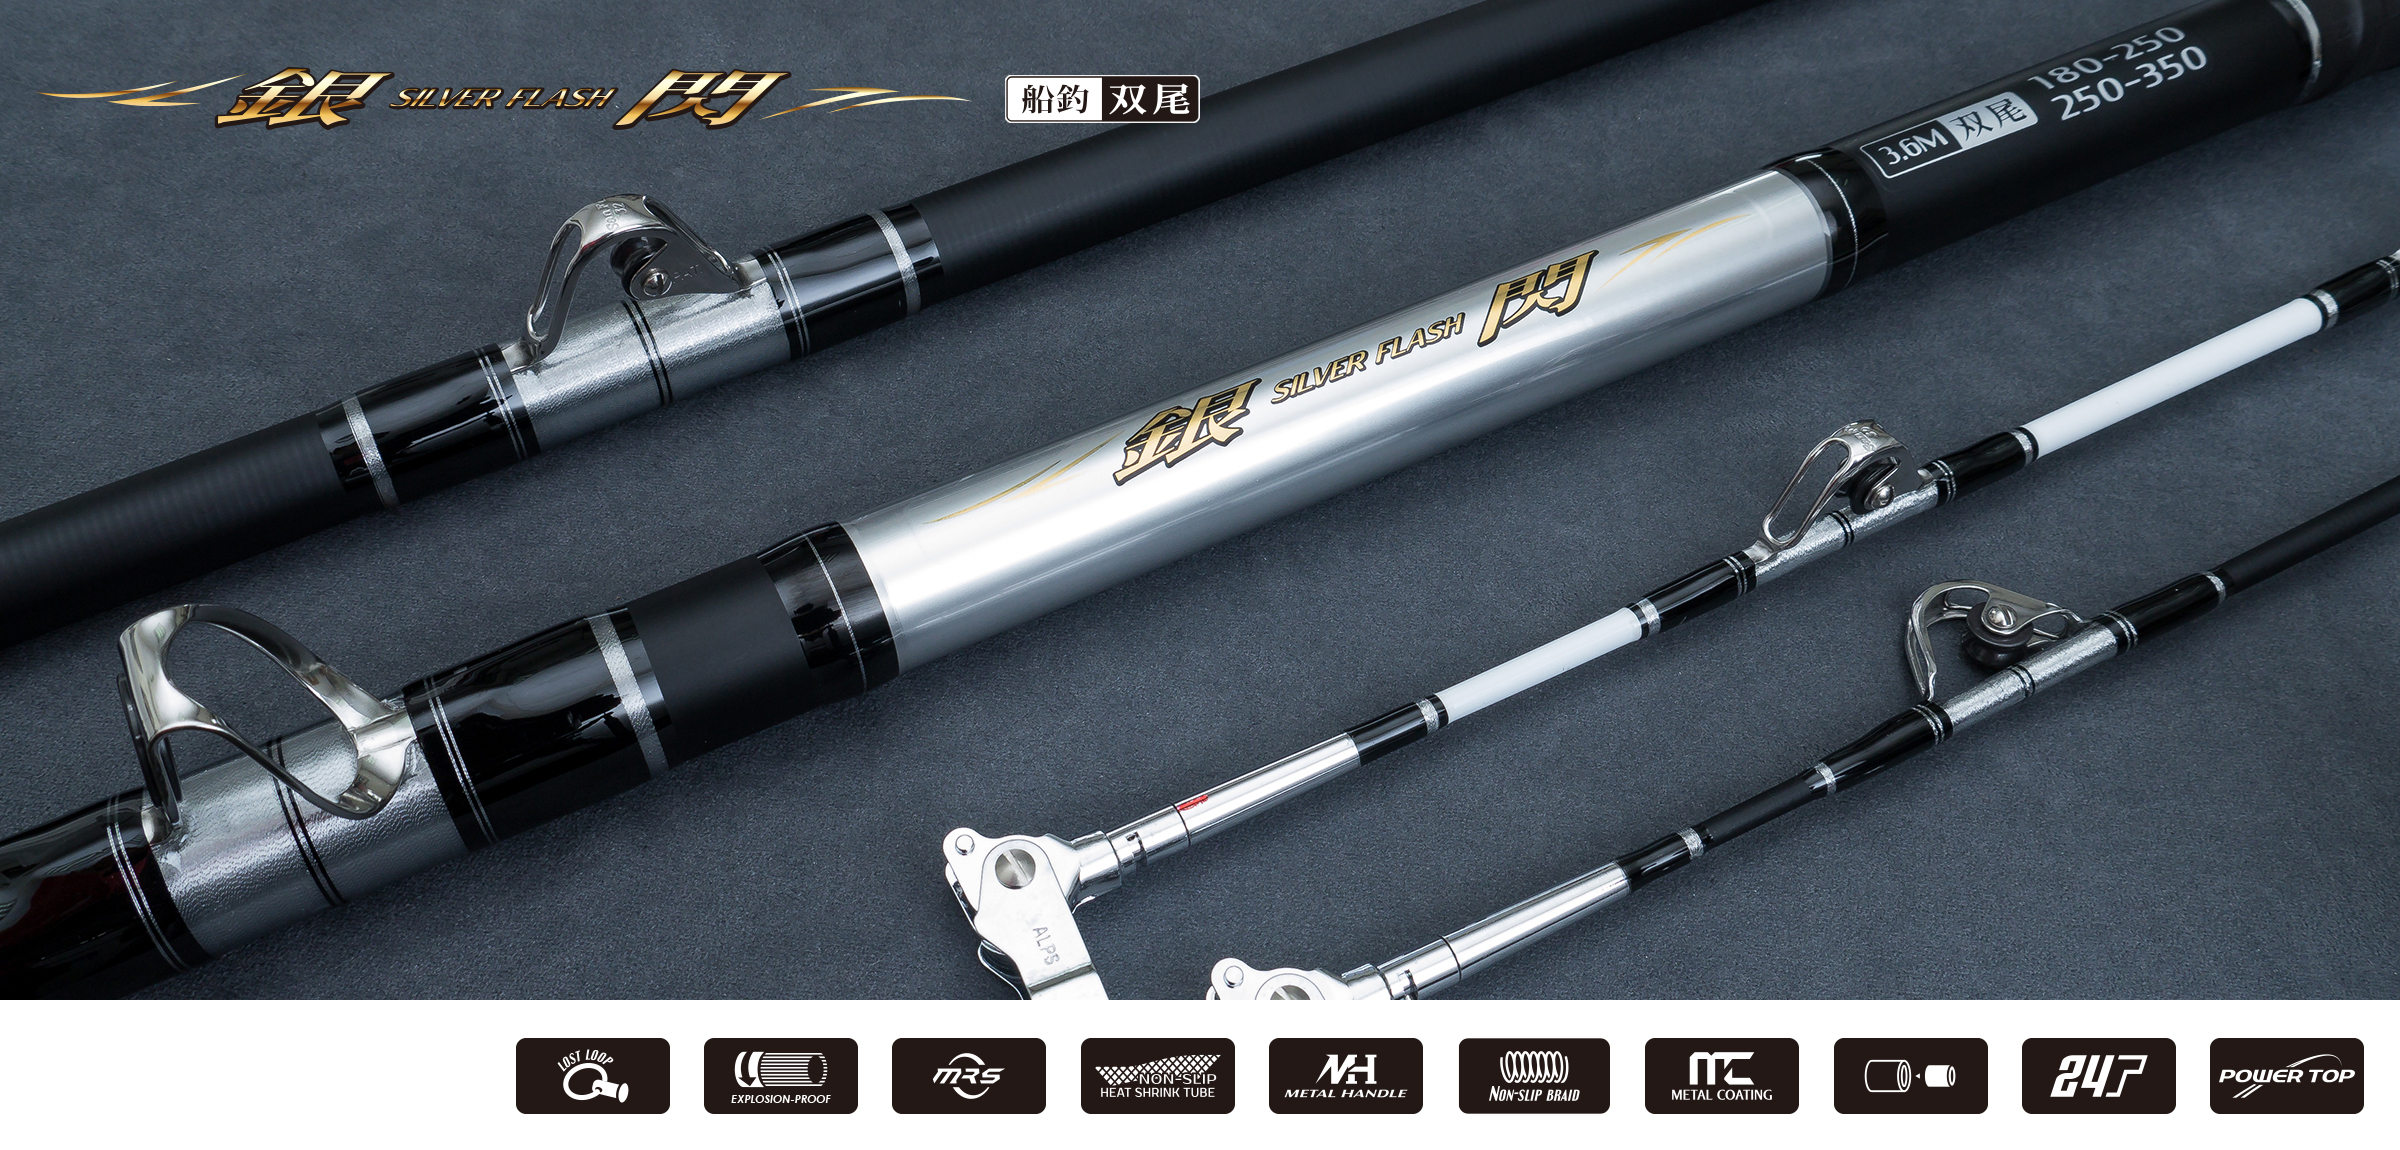 銀 SILVER FLASH 閃
船釣 双尾
180-250
3.6M 双尾 250-350
銀 SILVER FLASH 閃
ALPS
LOST LOOP
EXPLOSION-PROOF
MRS
NON-SLIP
HEAT SHRINK TUBE
MH
METAL HANDLE
NON-SLIP BRAID
MC
METAL COATING
247
POWER TOP